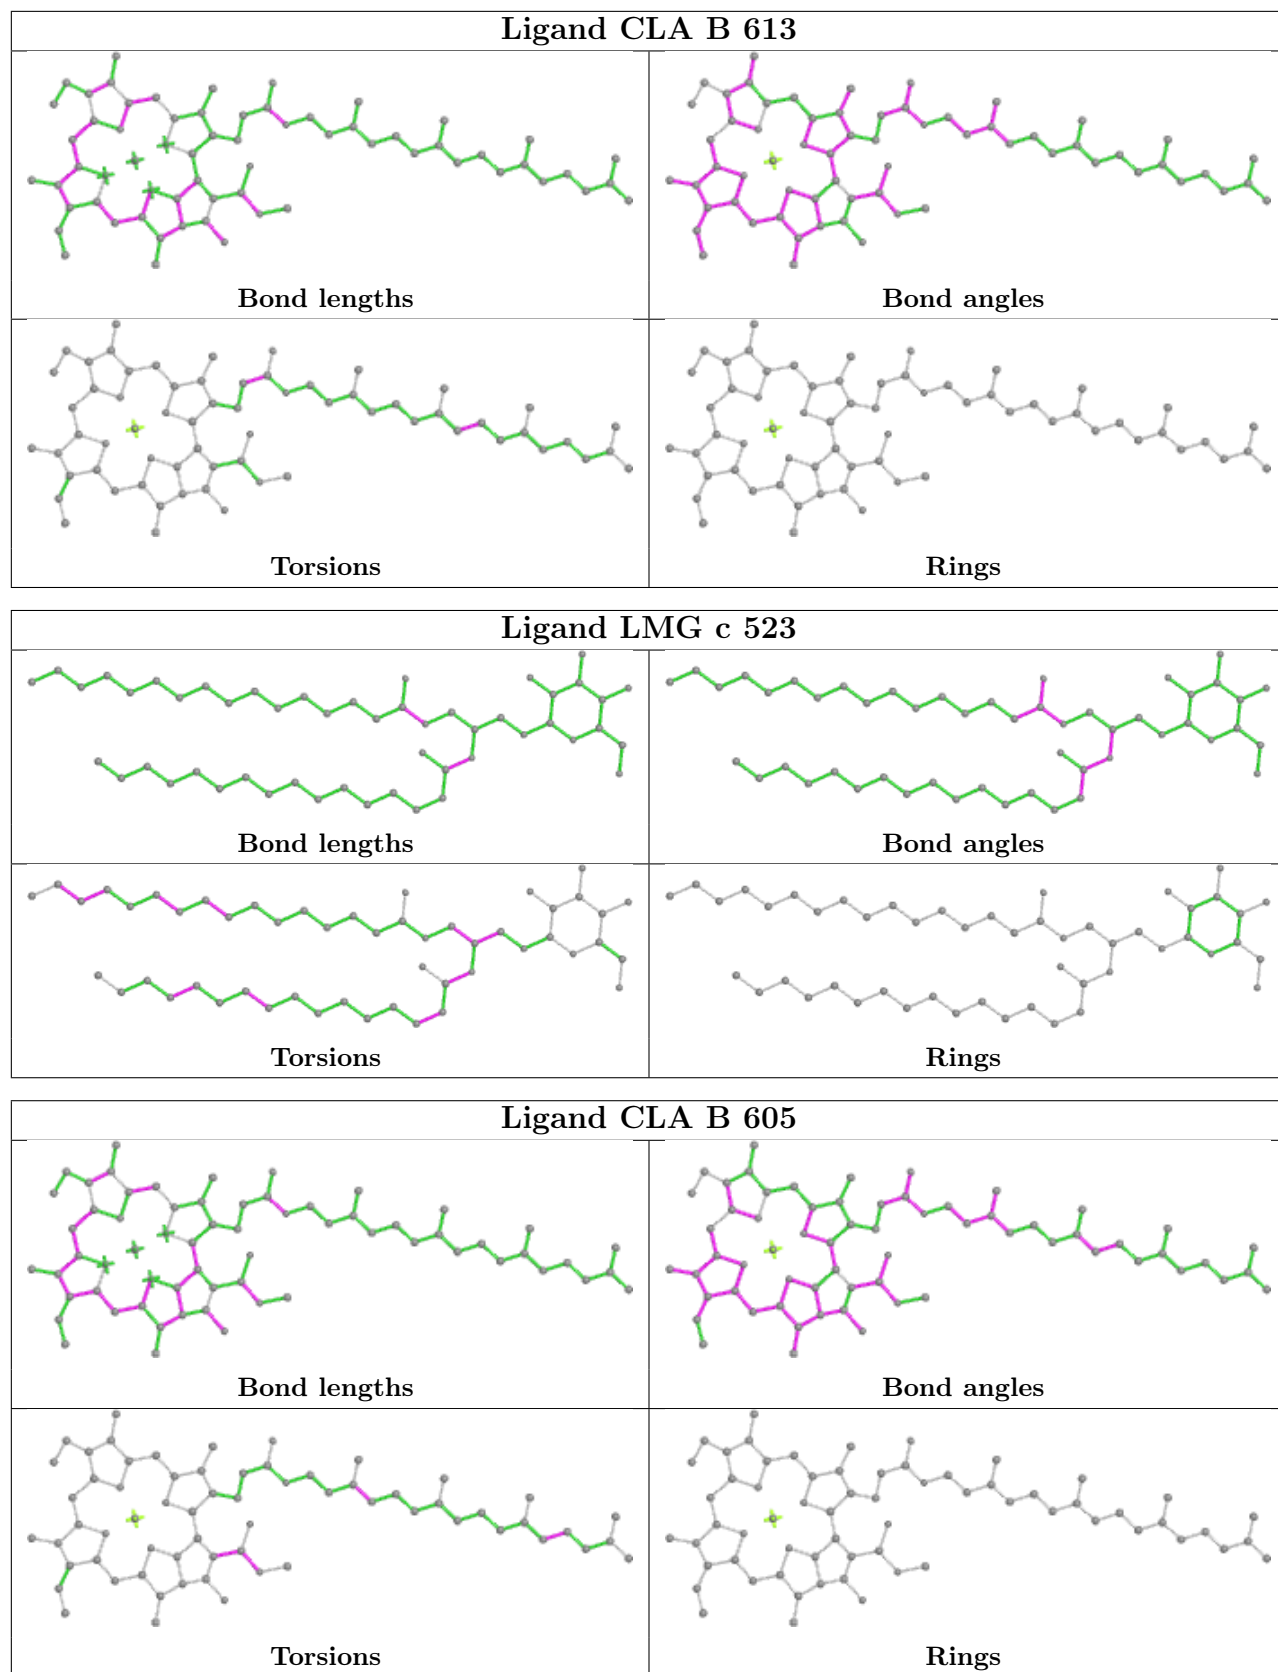 Ligand CLA B 613
Bond lengths
Bond angles
Torsions
Rings
Ligand LMG c 523
Bond lengths
Bond angles
Torsions
Rings
Ligand CLA B 605
Bond lengths
Bond angles
Torsions
Rings